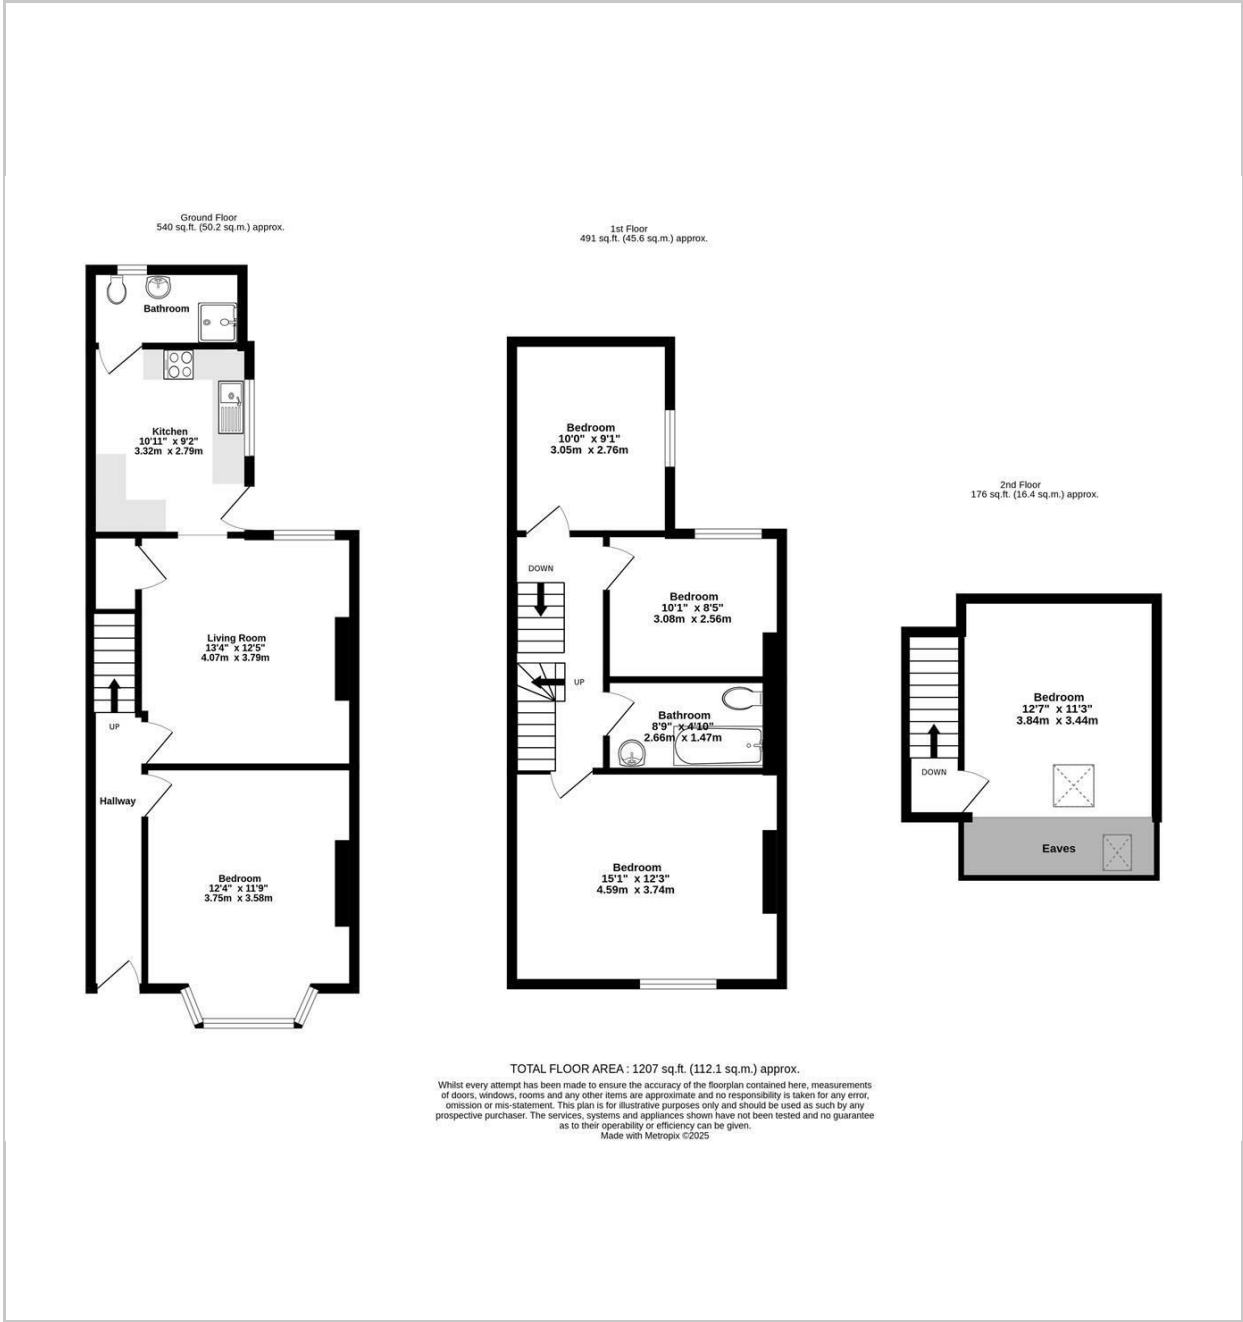 Ground Floor
540 sq.ft. (50.2 sq.m.) approx.
Bathroom
Kitchen
10'11" x 9'2"
3.32m x 2.79m
Living Room
13'4" x 12'5"
4.07m x 3.79m
UP
Hallway
Bedroom
12'4" x 11'9"
3.75m x 3.58m
1st Floor
491 sq.ft. (45.6 sq.m.) approx.
Bedroom
10'0" x 9'1"
3.05m x 2.76m
DOWN
Bedroom
10'1" x 8'5"
3.08m x 2.56m
UP
Bathroom
8'9" x 4'10"
2.66m x 1.47m
Bedroom
15'1" x 12'3"
4.59m x 3.74m
2nd Floor
176 sq.ft. (16.4 sq.m.) approx.
Bedroom
12'7" x 11'3"
3.84m x 3.44m
DOWN
Eaves
TOTAL FLOOR AREA : 1207 sq.ft. (112.1 sq.m.) approx.
Whilst every attempt has been made to ensure the accuracy of the floorplan contained here, measurements
of doors, windows, rooms and any other items are approximate and no responsibility is taken for any error,
omission or mis-statement. This plan is for illustrative purposes only and should be used as such by any
prospective purchaser. The services, systems and appliances shown have not been tested and no guarantee
as to their operability or efficiency can be given.
Made with Metropix ©2025